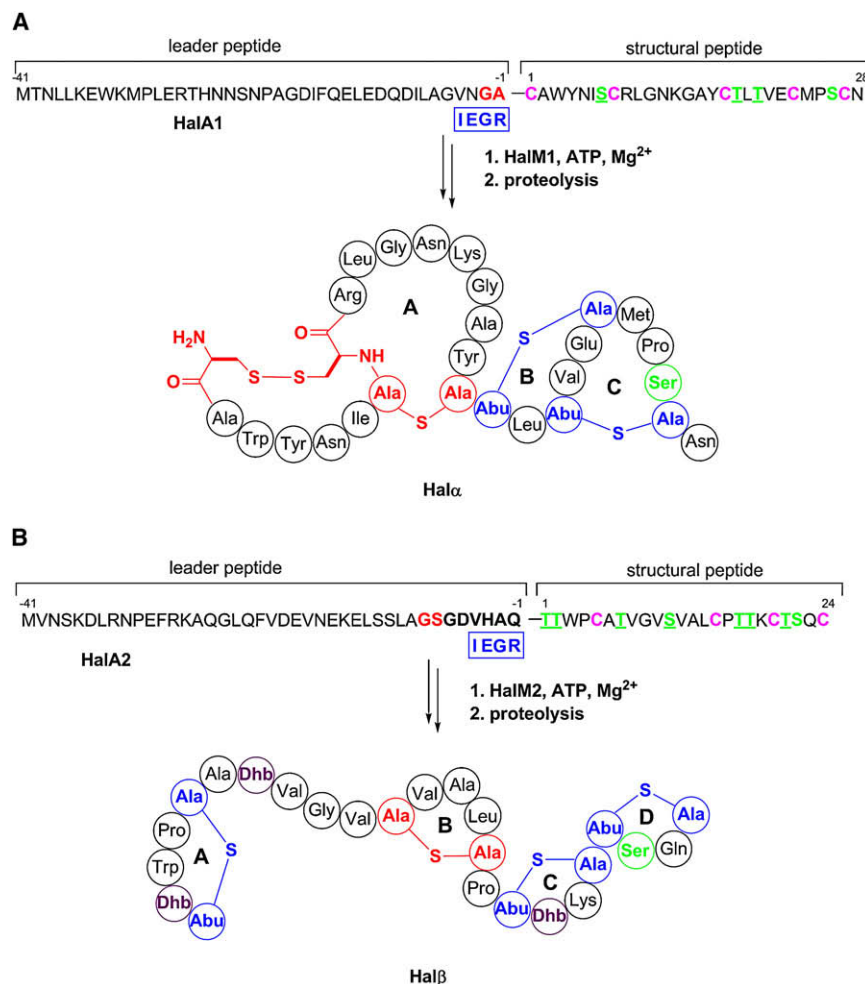 A
leader peptide
structural peptide
-41
-1
1
28
MTNLLKEWKMPLERTHNNSNPAGDIFQELEDQDILAGVNGA
CAWYNISCRLGNKGAYCTLTVECMPSCN
HalA1
IEGR
1. HalM1, ATP, Mg2+
2. proteolysis
Leu
Gly
Asn
Lys
Arg
Gly
A
Ala
O
Tyr
H2N
NH
O
S
S
Ala
S
Ala
Ala
Trp
Tyr
Asn
Ile
Ala
Met
S
Glu
Pro
B
Val
C
Ser
Abu
Leu
Abu
S
Ala
Asn
Halα
B
leader peptide
structural peptide
-41
-1
1
24
MVNSKDLRNPEFRKAQGLQFVDEVNEKELSSLAGSGDVHAQ
TTWPCATVGVSVALCPTTKCTSQC
HalA2
IEGR
1. HalM2, ATP, Mg2+
2. proteolysis
Ala
Dhb
Ala
Val
Gly
Val
Pro
S
Trp
A
Dhb
Abu
Ala
Val
Ala
Leu
B
S
Ala
Pro
Abu
Dhb
Lys
C
S
Ala
Abu
S
D
Ala
Ser
Gln
Halβ